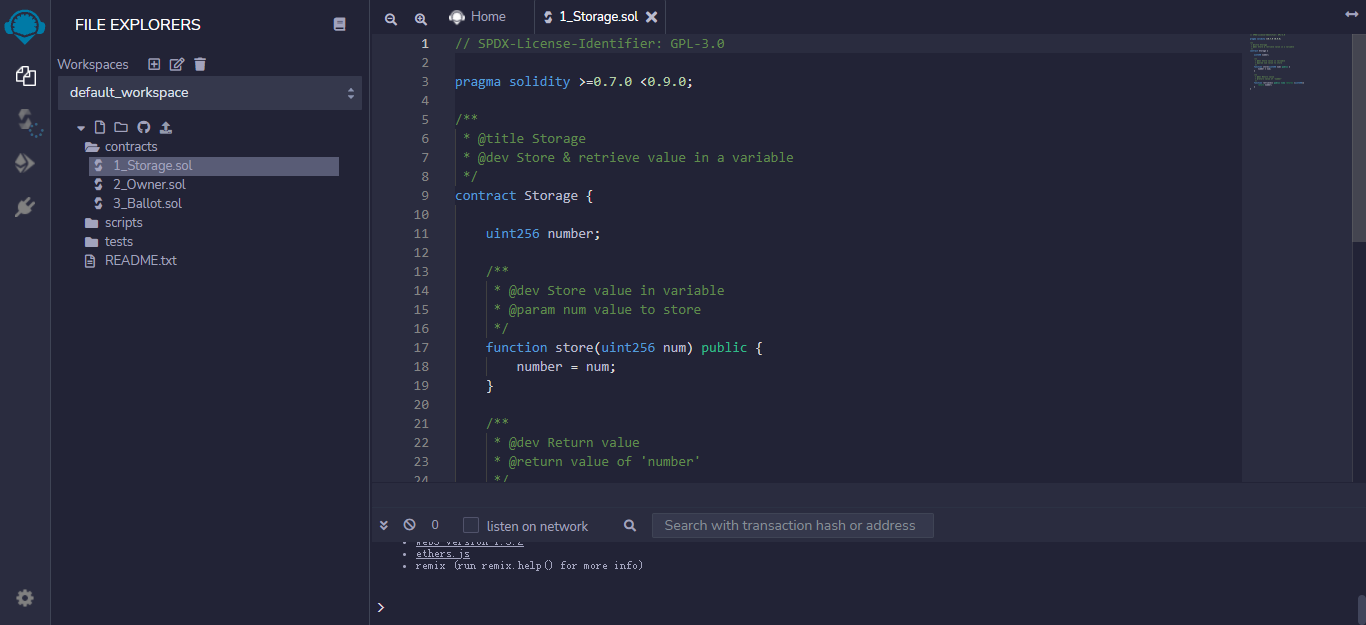 FILE EXPLORERS
Workspaces
default_workspace
contracts
1_Storage.sol
2_Owner.sol
3_Ballot.sol
scripts
tests
README.txt
Home
1_Storage.sol
1 // SPDX-License-Identifier: GPL-3.0
2
3 pragma solidity >=0.7.0 <0.9.0;
4
5 /**
6 * @title Storage
7 * @dev Store & retrieve value in a variable
8 */
9 contract Storage {
10
11 uint256 number;
12
13 /**
14 * @dev Store value in variable
15 * @param num value to store
16 */
17 function store(uint256 num) public {
18 number = num;
19 }
20
21 /**
22 * @dev Return value
23 * @return value of 'number'
24 */
0 listen on network Search with transaction hash or address
• web3 version 1.5.2
• ethers.js
• remix (run remix.help() for more info)
>